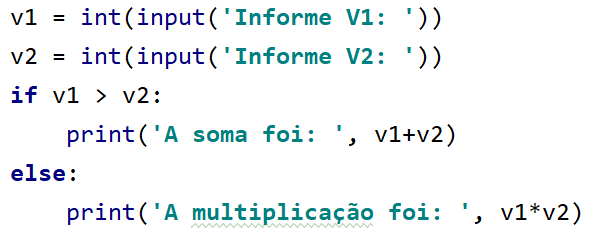 v1 = int(input('Informe V1: '))
v2 = int(input('Informe V2: '))
if v1 > v2:
    print('A soma foi: ', v1+v2)
else:
    print('A multiplicação foi: ', v1*v2)